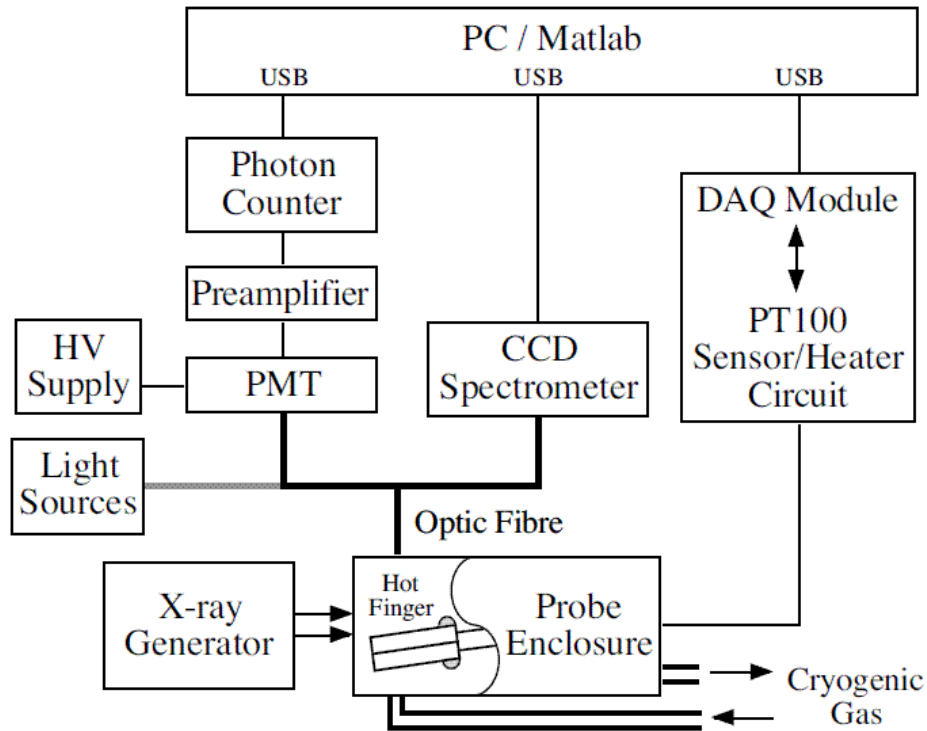 PC / Matlab
USB
USB
USB
Photon
Counter
DAQ Module
Preamplifier
PT100
Sensor/Heater
Circuit
HV
Supply
PMT
CCD
Spectrometer
Light
Sources
Optic Fibre
X-ray
Generator
Hot
Finger
Probe
Enclosure
Cryogenic
Gas